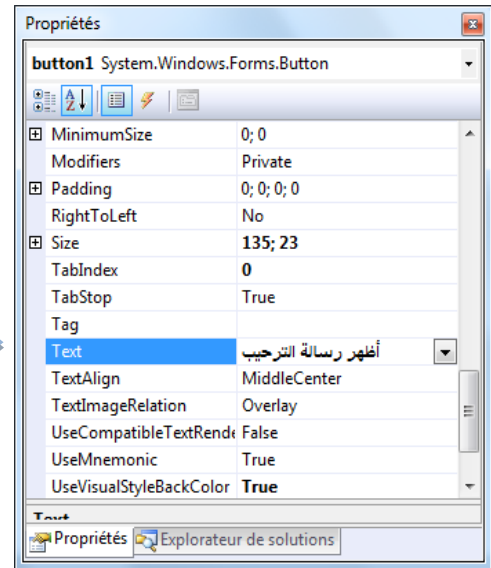 Propriétés
button1 System.Windows.Forms.Button
MinimumSize 0; 0
Modifiers Private
Padding 0; 0; 0; 0
RightToLeft No
Size 135; 23
TabIndex 0
TabStop True
Tag
Text أظهر رسالة الترحيب
TextAlign MiddleCenter
TextImageRelation Overlay
UseCompatibleTextRende False
UseMnemonic True
UseVisualStyleBackColor True
Text
Propriétés Explorateur de solutions